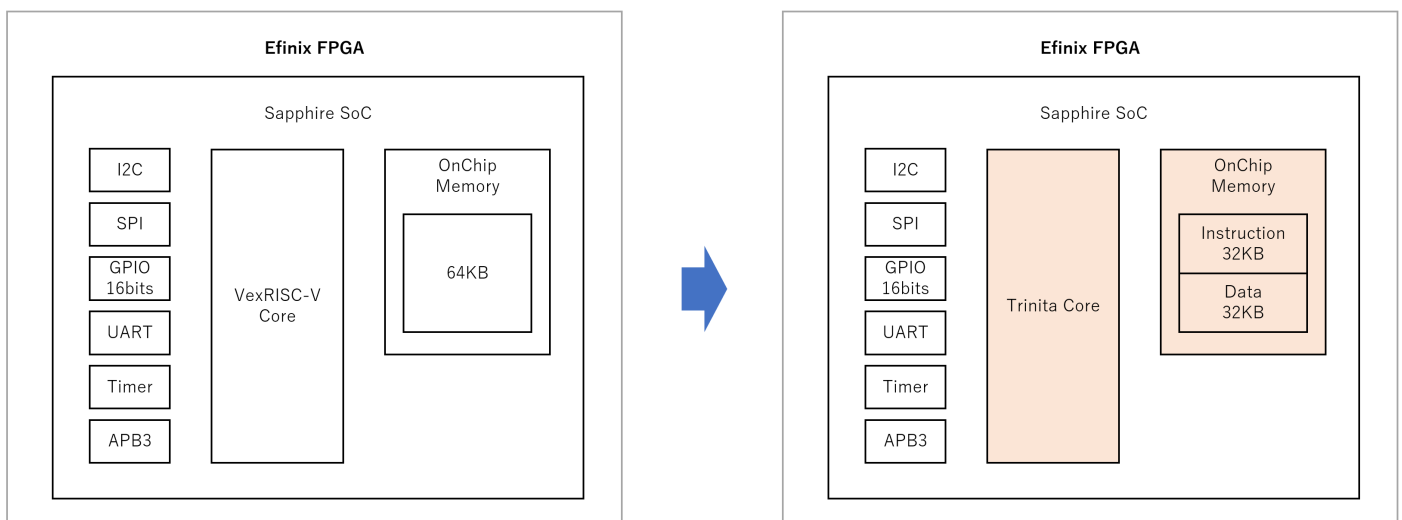 Efinix FPGA
Sapphire SoC
I2C
SPI
GPIO
16bits
UART
Timer
APB3
VexRISC-V
Core
OnChip
Memory
64KB
Efinix FPGA
Sapphire SoC
I2C
SPI
GPIO
16bits
UART
Timer
APB3
Trinita Core
OnChip
Memory
Instruction
32KB
Data
32KB